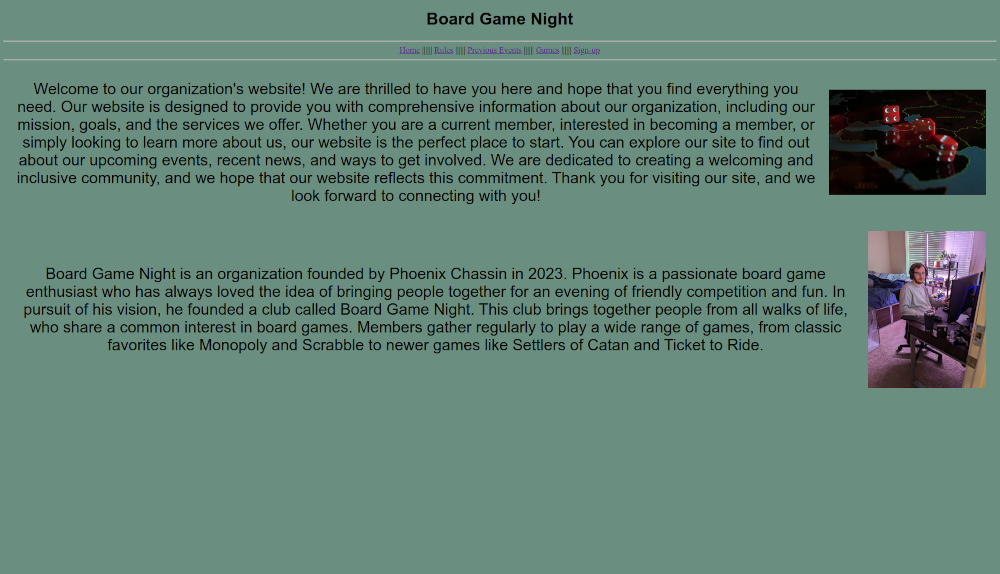 Board Game Night
Home ||||| Rules ||||| Previous Events ||||| Games ||||| Sign-up
Welcome to our organization's website! We are thrilled to have you here and hope that you find everything you
need. Our website is designed to provide you with comprehensive information about our organization, including our
mission, goals, and the services we offer. Whether you are a current member, interested in becoming a member, or
simply looking to learn more about us, our website is the perfect place to start. You can explore our site to find out
about our upcoming events, recent news, and ways to get involved. We are dedicated to creating a welcoming and
inclusive community, and we hope that our website reflects this commitment. Thank you for visiting our site, and we
look forward to connecting with you!
Board Game Night is an organization founded by Phoenix Chassin in 2023. Phoenix is a passionate board game
enthusiast who has always loved the idea of bringing people together for an evening of friendly competition and fun. In
pursuit of his vision, he founded a club called Board Game Night. This club brings together people from all walks of life,
who share a common interest in board games. Members gather regularly to play a wide range of games, from classic
favorites like Monopoly and Scrabble to newer games like Settlers of Catan and Ticket to Ride.